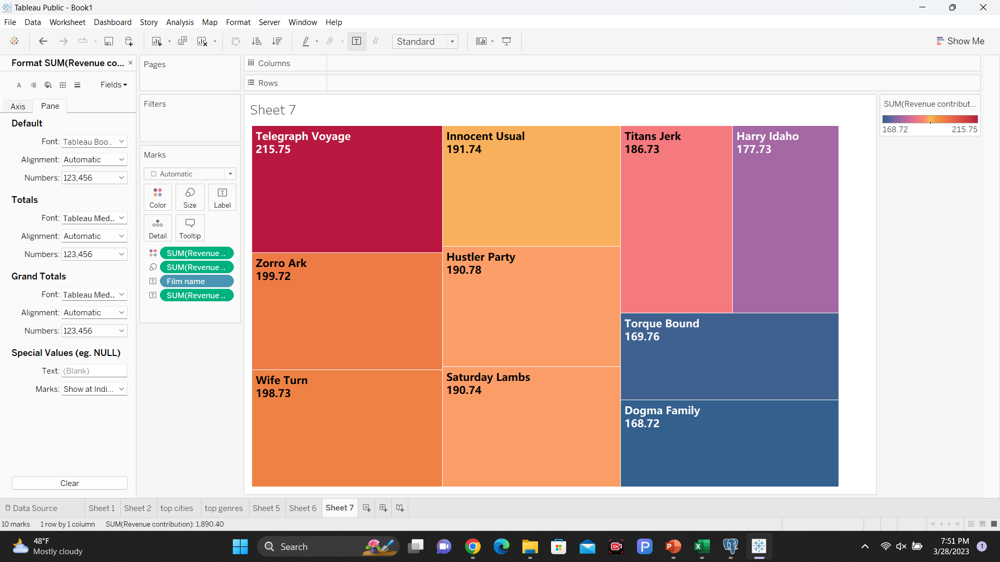 Tableau Public - Book1
File Data Worksheet Dashboard Story Analysis Map Format Server Window Help
Standard
Show Me
Format SUM(Revenue co...
Fields
Axis Pane
Default
Font: Tableau Boo..
Alignment: Automatic
Numbers: 123,456
Totals
Font: Tableau Med..
Alignment: Automatic
Numbers: 123,456
Grand Totals
Font: Tableau Med..
Alignment: Automatic
Numbers: 123,456
Special Values (eg. NULL)
Text: (Blank)
Marks: Show at Indi...
Clear
Pages
Filters
Marks
Automatic
Color Size Label
Detail Tooltip
SUM(Revenue ..
SUM(Revenue ..
Film name
SUM(Revenue ..
Columns
Rows
Sheet 7
Telegraph Voyage
215.75
Zorro Ark
199.72
Wife Turn
198.73
Innocent Usual
191.74
Hustler Party
190.78
Saturday Lambs
190.74
Titans Jerk
186.73
Harry Idaho
177.73
Torque Bound
169.76
Dogma Family
168.72
SUM(Revenue contribut...
168.72 215.75
Data Source Sheet 1 Sheet 2 top cities top genres Sheet 5 Sheet 6 Sheet 7
10 marks 1 row by 1 column SUM(Revenue contribution): 1,890.40
48°F
Mostly cloudy
Search
7:51 PM
3/28/2023
1